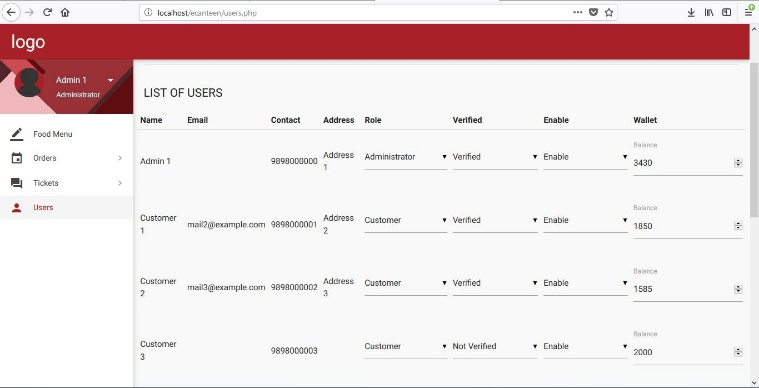 localhost/ecanteen/users.php
logo
Admin 1
Administrator
Food Menu
Orders
Tickets
Users
LIST OF USERS
Name Email Contact Address Role Verified Enable Wallet
Balance
Admin 1 9898000000 Address 1 Administrator Verified Enable 3430
Balance
Customer 1 mail2@example.com 9898000001 Address 2 Customer Verified Enable 1850
Balance
Customer 2 mail3@example.com 9898000002 Address 3 Customer Verified Enable 1585
Balance
Customer 3 9898000003 Customer Not Verified Enable 2000